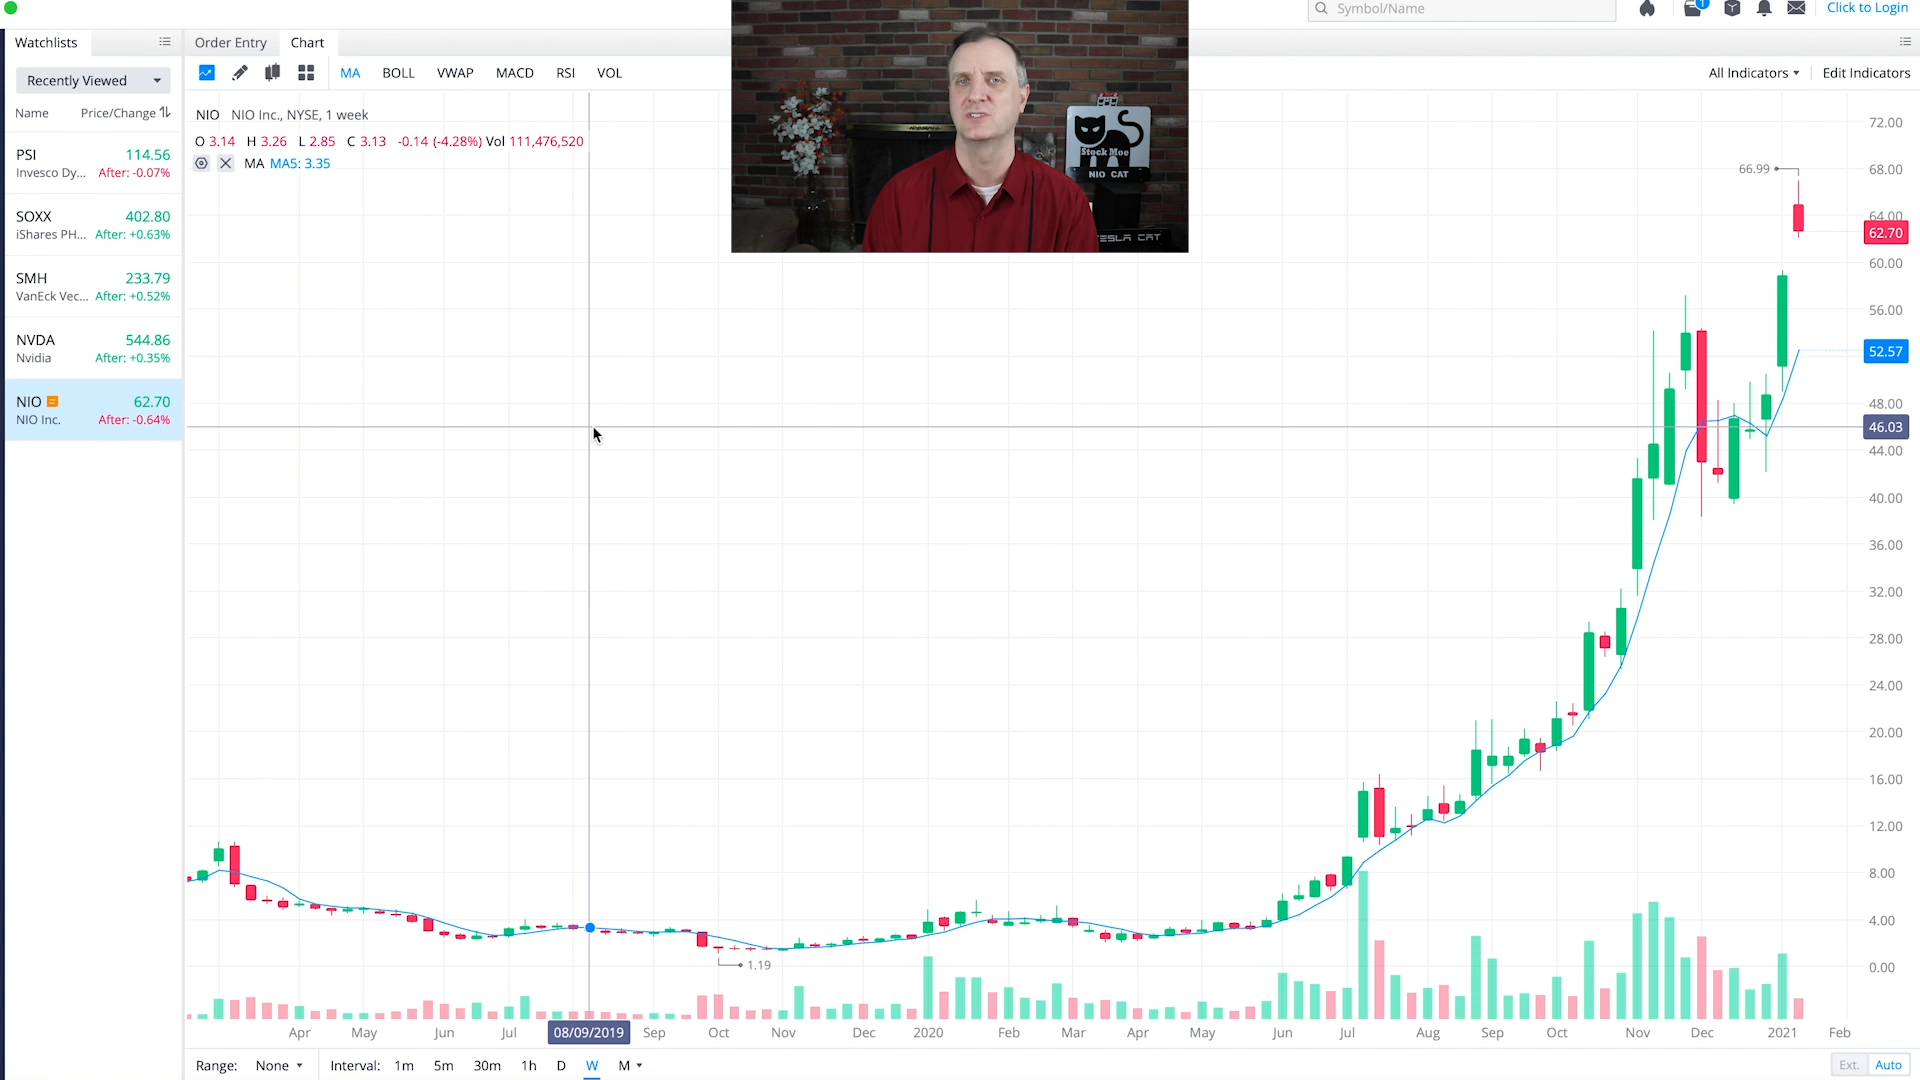 Symbol/Name
1
Click to Login
Watchlists
Order Entry
Chart
Recently Viewed
MA BOLL VWAP MACD RSI VOL
All Indicators
Edit Indicators
Name Price/Change
NIO NIO Inc., NYSE, 1 week
O 3.14 H 3.26 L 2.85 C 3.13 -0.14 (-4.28%) Vol 111,476,520
MA MA5: 3.35
PSI 114.56
Invesco Dy... After: -0.07%
SOXX 402.80
iShares PH... After: +0.63%
SMH 233.79
VanEck Vec... After: +0.52%
NVDA 544.86
Nvidia After: +0.35%
NIO 62.70
NIO Inc. After: -0.64%
Stock Moe
NIO CAT
TESLA CAT
66.99
1.19
72.00
68.00
64.00
62.70
60.00
56.00
52.57
48.00
46.03
44.00
40.00
36.00
32.00
28.00
24.00
20.00
16.00
12.00
8.00
4.00
0.00
Apr May Jun Jul 08/09/2019 Sep Oct Nov Dec 2020 Feb Mar Apr May Jun Jul Aug Sep Oct Nov Dec 2021 Feb
Range: None Interval: 1m 5m 30m 1h D W M
Ext. Auto